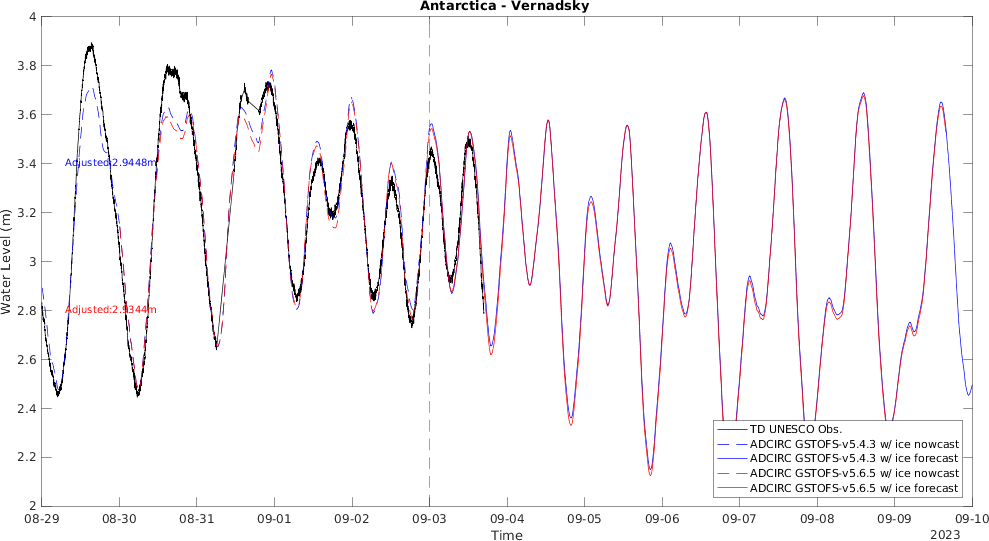 Antarctica - Vernadsky
4
3.8
3.6
3.4
3.2
3
2.8
2.6
2.4
2.2
2
Water Level (m)
Adjusted:2.9448m
Adjusted:2.9344m
TD UNESCO Obs.
ADCIRC GSTOFS-v5.4.3 w/ ice nowcast
ADCIRC GSTOFS-v5.4.3 w/ ice forecast
ADCIRC GSTOFS-v5.6.5 w/ ice nowcast
ADCIRC GSTOFS-v5.6.5 w/ ice forecast
08-29 08-30 08-31 09-01 09-02 09-03 09-04 09-05 09-06 09-07 09-08 09-09 09-10
Time
2023